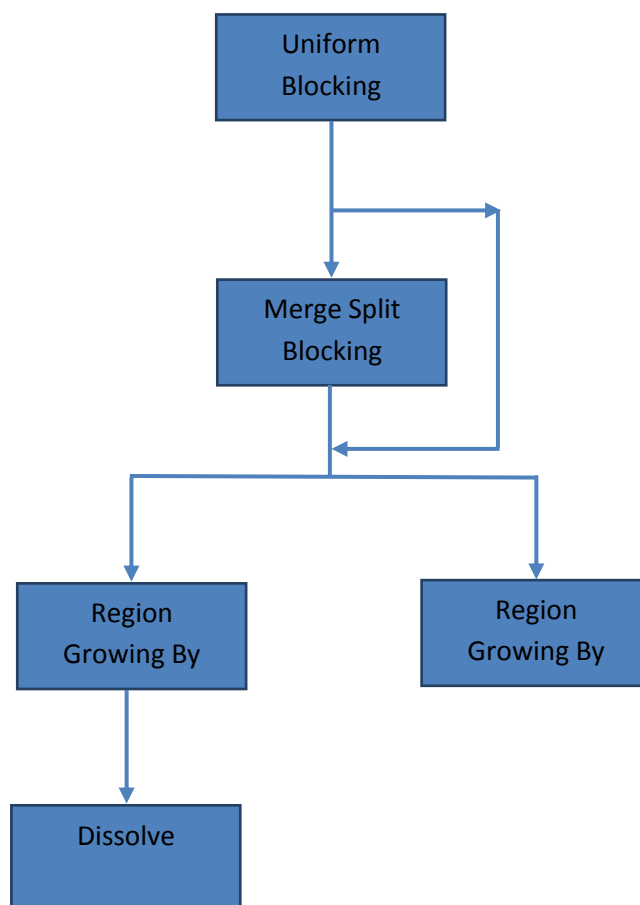 Uniform
Blocking
Merge Split
Blocking
Region
Growing By
Region
Growing By
Dissolve